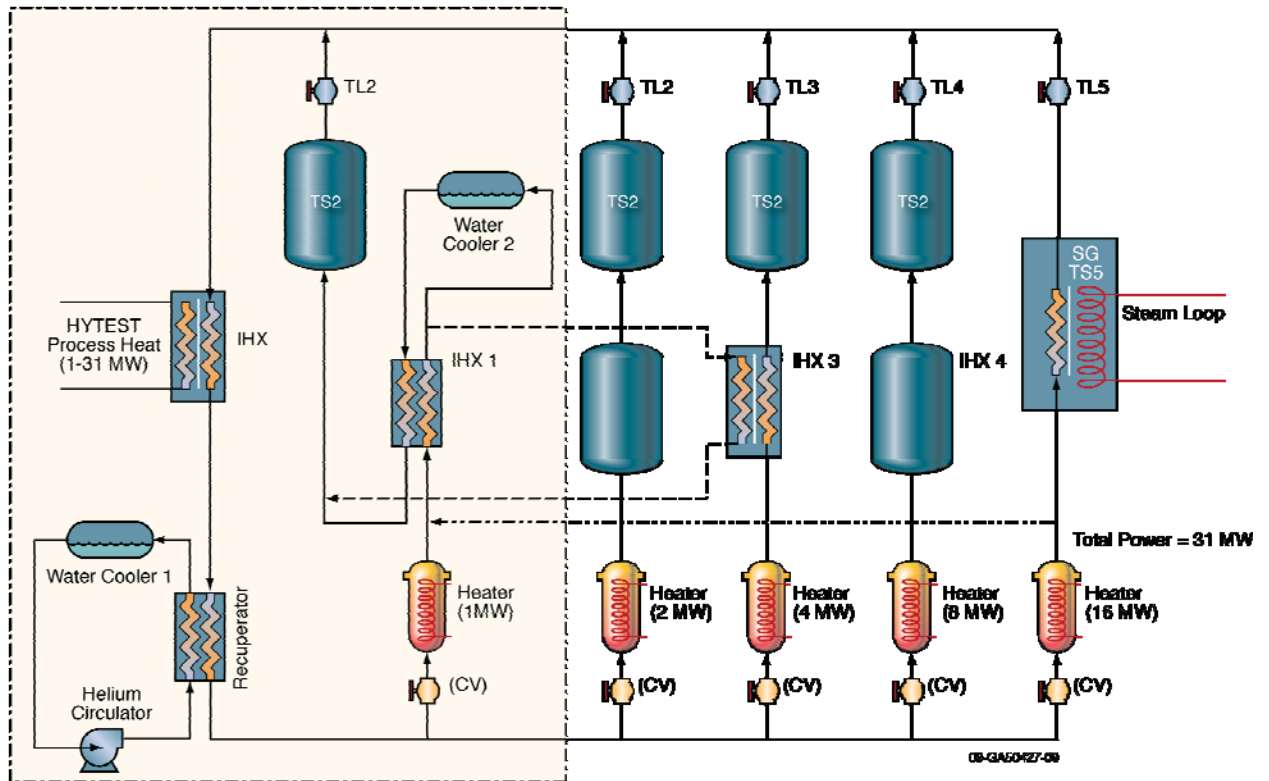 TL2
TL2
TL3
TL4
TL5
TS2
TS2
TS2
TS2
Water
Cooler 2
SG
TS5
Steam Loop
HYTEST
Process Heat
(1-31 MW)
IHX
IHX 1
IHX 3
IHX 4
Total Power = 31 MW
Water Cooler 1
Recuperator
Heater
(1MW)
Heater
(2 MW)
Heater
(4 MW)
Heater
(8 MW)
Heater
(16 MW)
Helium
Circulator
(CV)
(CV)
(CV)
(CV)
(CV)
09-GA50427-09